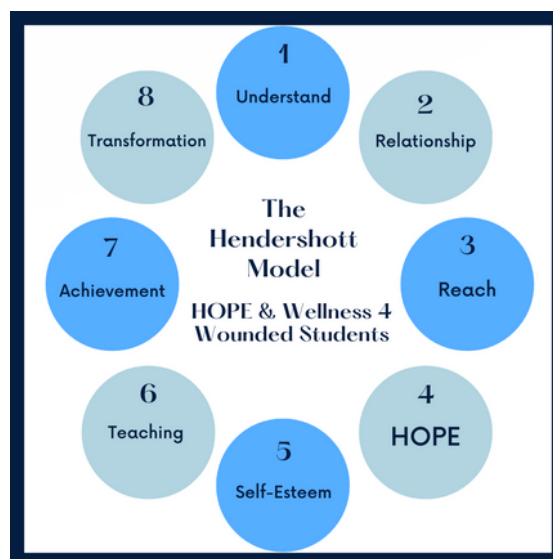 1
Understand
2
Relationship
3
Reach
4
HOPE
5
Self-Esteem
6
Teaching
7
Achievement
8
Transformation
The
Hendershott
Model
HOPE & Wellness 4
Wounded Students